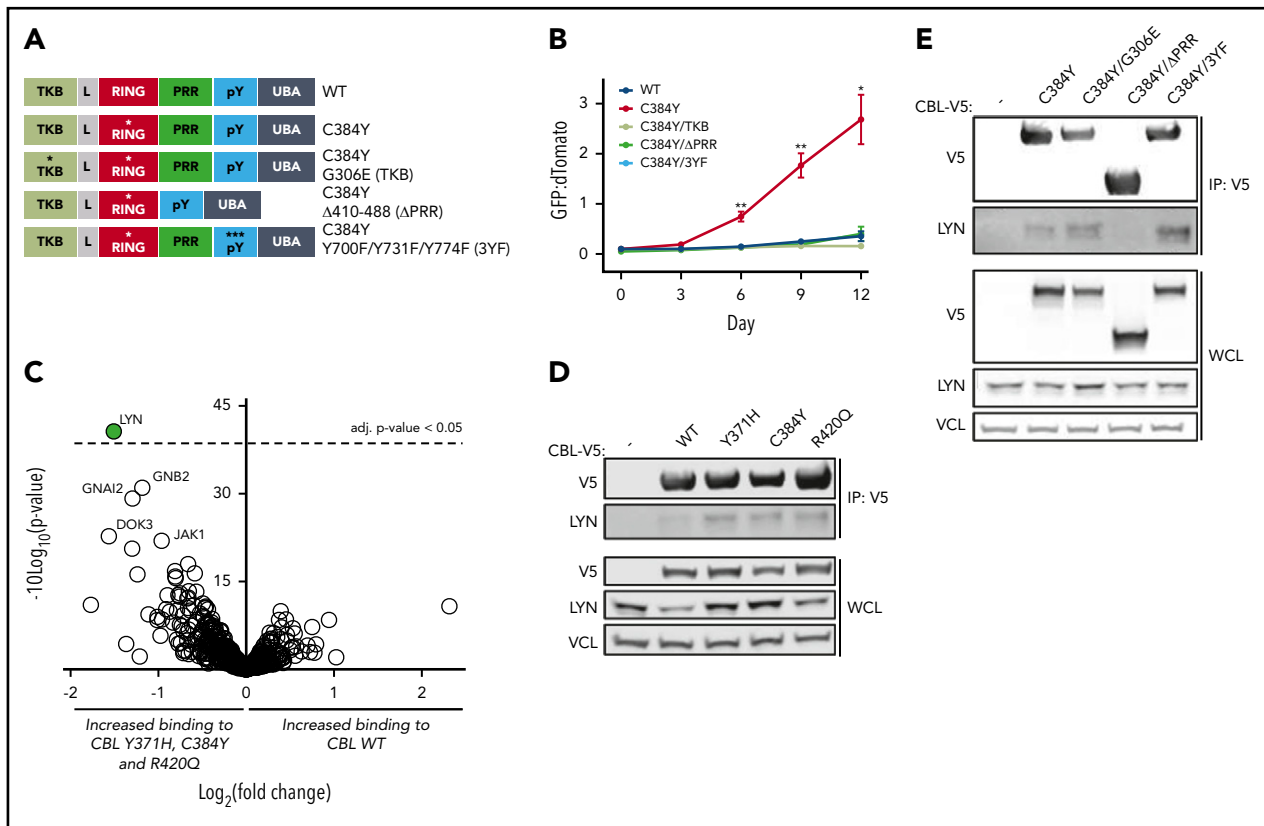 A
TKB L RING PRR pY UBA WT
TKB L * RING PRR pY UBA C384Y
* TKB L * RING PRR pY UBA C384Y
G306E (TKB)
TKB L * RING pY UBA C384Y
Δ410-488 (ΔPRR)
TKB L * RING PRR *** pY UBA C384Y
Y700F/Y731F/Y774F (3YF)
B
GFP:dTomato
3
2
1
0
WT
C384Y
C384Y/TKB
C384Y/ΔPRR
C384Y/3YF
** ** *
0 3 6 9 12
Day
C
-10Log10(p-value)
45
30
15
LYN
adj. p-value < 0.05
GNB2
GNAI2
DOK3
JAK1
-2 -1 0 1 2
Increased binding to
CBL Y371H, C384Y
and R420Q
Increased binding to
CBL WT
Log2(fold change)
D
CBL-V5: - WT Y371H C384Y R420Q
V5
LYN
IP: V5
V5
LYN
VCL
WCL
E
CBL-V5: - C384Y C384Y/G306E C384Y/ΔPRR C384Y/3YF
V5
LYN
IP: V5
V5
LYN
VCL
WCL